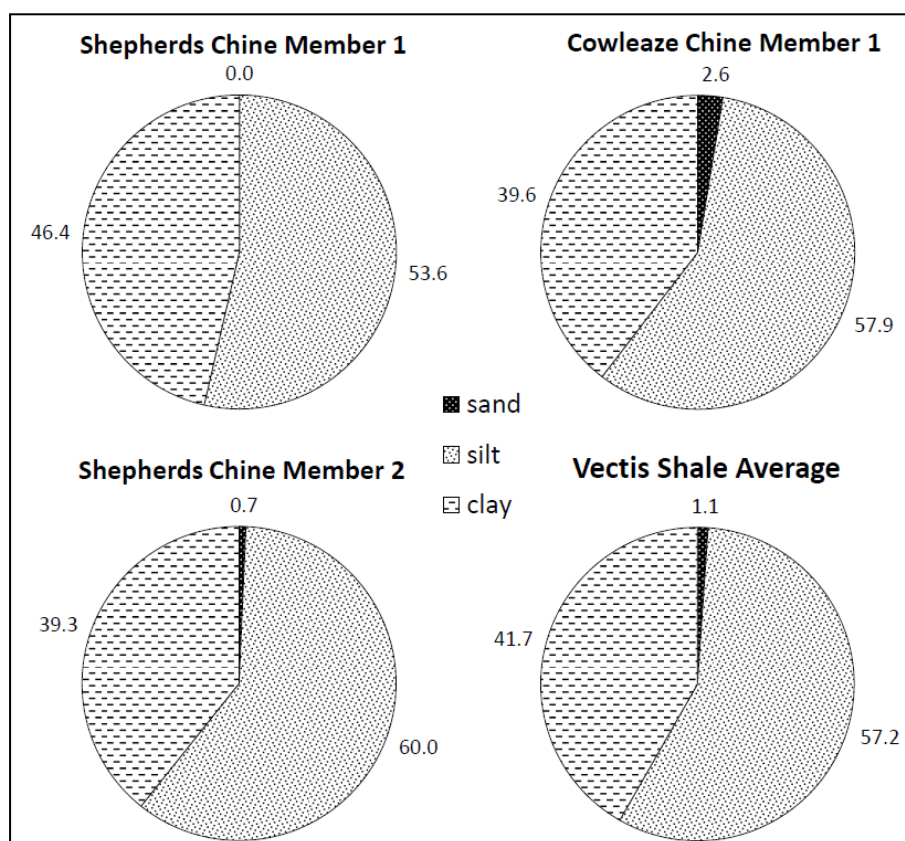 Shepherds Chine Member 1
0.0
46.4
53.6
Cowleaze Chine Member 1
2.6
39.6
57.9
sand
silt
clay
Shepherds Chine Member 2
0.7
39.3
60.0
Vectis Shale Average
1.1
41.7
57.2